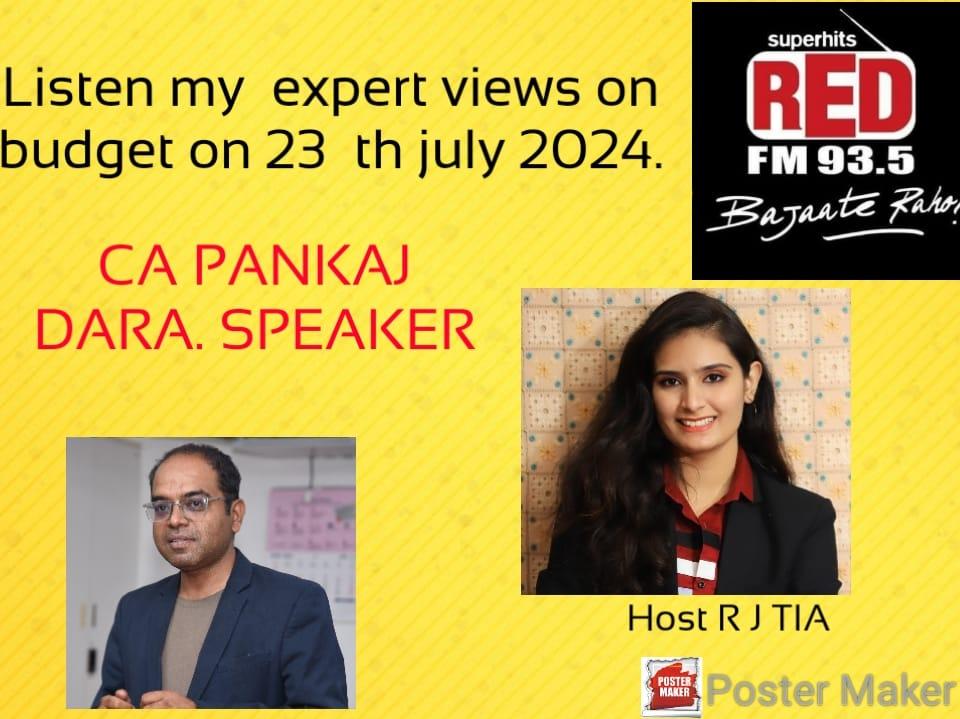 Listen my expert views on
budget on 23 th july 2024.
superhits
RED
FM 93.5
Bajaate Raho!
CA PANKAJ
DARA. SPEAKER
Host R J TIA
POSTER
MAKER
Poster Maker